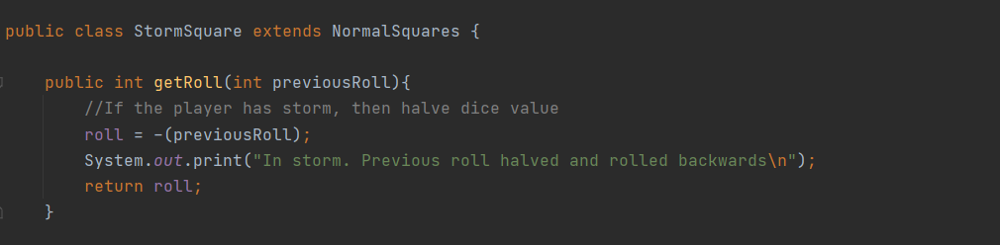 public class StormSquare extends NormalSquares {
public int getRoll(int previousRoll){
//If the player has storm, then halve dice value
roll = -(previousRoll);
System.out.print("In storm. Previous roll halved and rolled backwards\n");
return roll;
}